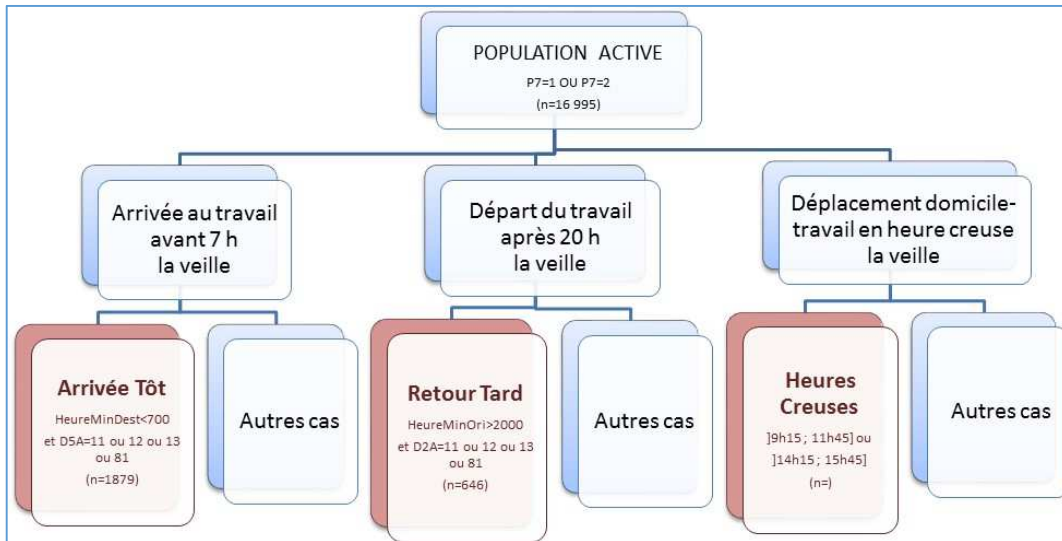 POPULATION ACTIVE
P7=1 OU P7=2
(n=16 995)
Arrivée au travail
avant 7 h
la veille
Départ du travail
après 20 h
la veille
Déplacement domicile-
travail en heure creuse
la veille
Arrivée Tôt
HeureMinDest<700
et D5A=11 ou 12 ou 13
ou 81
(n=1879)
Autres cas
Retour Tard
HeureMinOri>2000
et D2A=11 ou 12 ou 13
ou 81
(n=646)
Autres cas
Heures
Creuses
]9h15 ; 11h45] ou
]14h15 ; 15h45]
(n=)
Autres cas